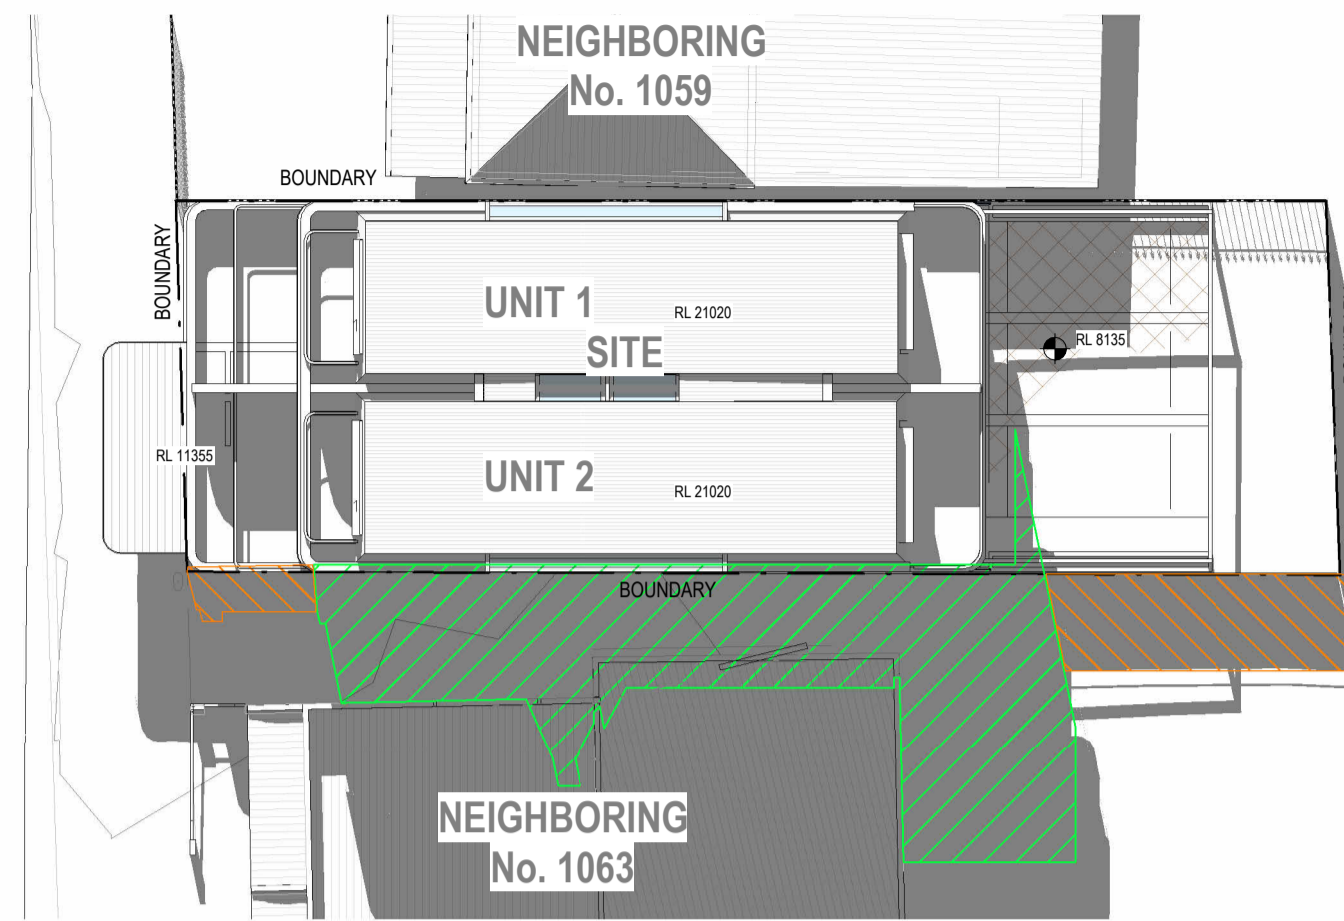 NEIGHBORING
No. 1059
BOUNDARY
BOUNDARY
UNIT 1
RL 21020
SITE
RL 8135
RL 11355
UNIT 2
RL 21020
BOUNDARY
NEIGHBORING
No. 1063